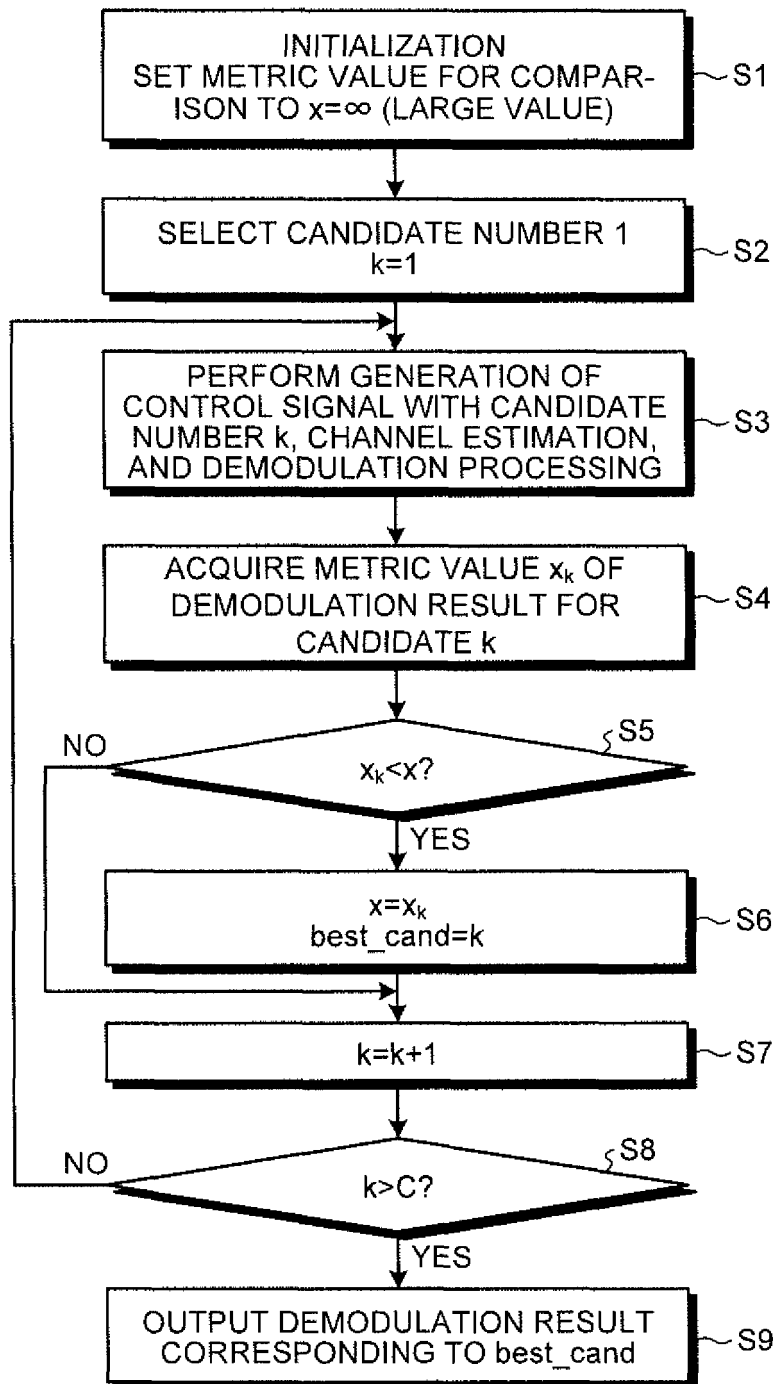 INITIALIZATION
SET METRIC VALUE FOR COMPAR-
ISON TO x=∞ (LARGE VALUE)
S1
SELECT CANDIDATE NUMBER 1
k=1
S2
PERFORM GENERATION OF
CONTROL SIGNAL WITH CANDIDATE
NUMBER k, CHANNEL ESTIMATION,
AND DEMODULATION PROCESSING
S3
ACQUIRE METRIC VALUE xₖ OF
DEMODULATION RESULT FOR
CANDIDATE k
S4
NO
S5
xₖ<x?
YES
x=xₖ
best_cand=k
S6
k=k+1
S7
NO
S8
k>C?
YES
OUTPUT DEMODULATION RESULT
CORRESPONDING TO best_cand
S9